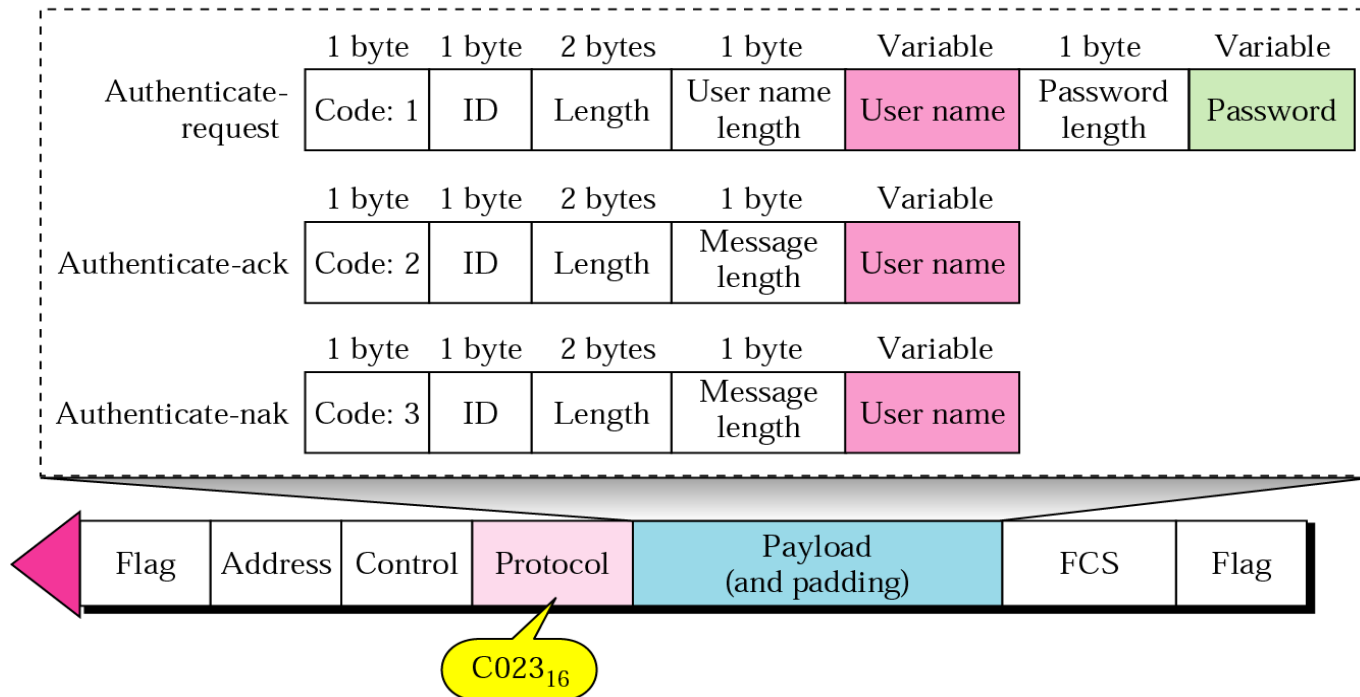 1 byte 1 byte 2 bytes 1 byte Variable 1 byte Variable
Authenticate-
request
Code: 1 ID Length User name
length User name Password
length Password
1 byte 1 byte 2 bytes 1 byte Variable
Authenticate-ack Code: 2 ID Length Message
length User name
1 byte 1 byte 2 bytes 1 byte Variable
Authenticate-nak Code: 3 ID Length Message
length User name
Flag Address Control Protocol Payload
(and padding) FCS Flag
C023₁₆